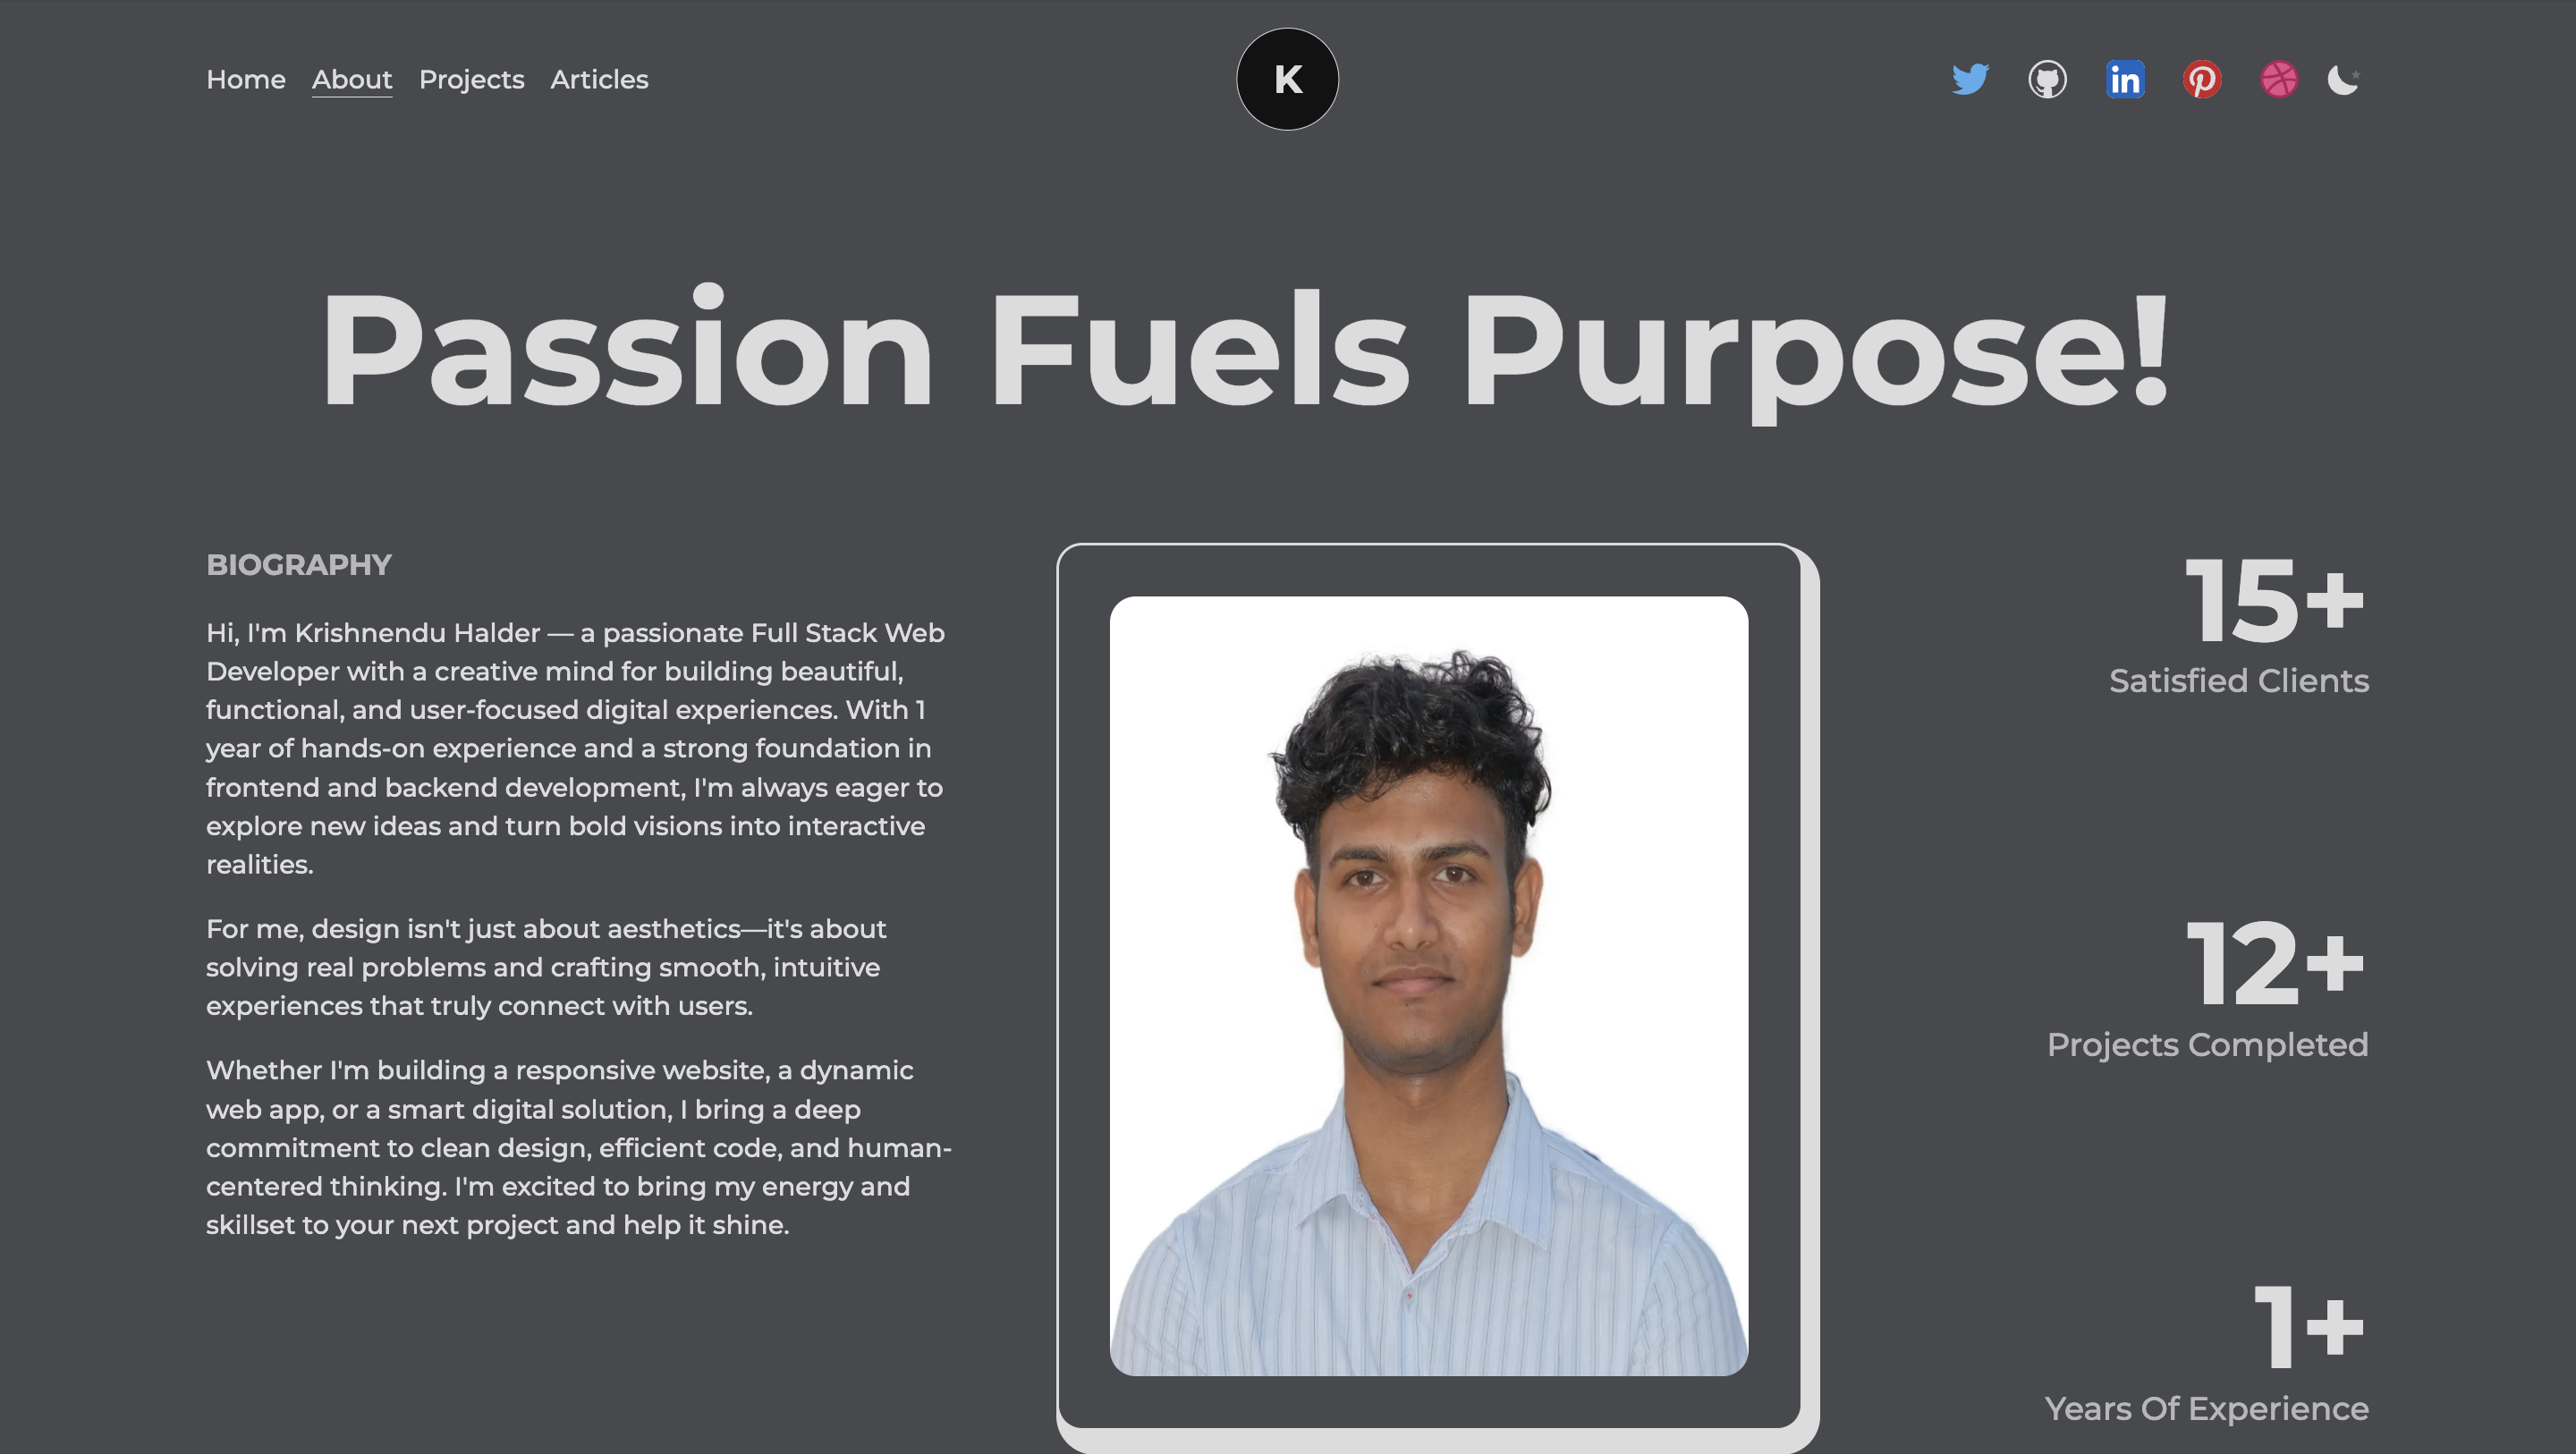 Home About Projects Articles
K
in
Passion Fuels Purpose!
BIOGRAPHY
Hi, I'm Krishnendu Halder — a passionate Full Stack Web
Developer with a creative mind for building beautiful,
functional, and user-focused digital experiences. With 1
year of hands-on experience and a strong foundation in
frontend and backend development, I'm always eager to
explore new ideas and turn bold visions into interactive
realities.
For me, design isn't just about aesthetics—it's about
solving real problems and crafting smooth, intuitive
experiences that truly connect with users.
Whether I'm building a responsive website, a dynamic
web app, or a smart digital solution, I bring a deep
commitment to clean design, efficient code, and human-
centered thinking. I'm excited to bring my energy and
skillset to your next project and help it shine.
15+
Satisfied Clients
12+
Projects Completed
1+
Years Of Experience